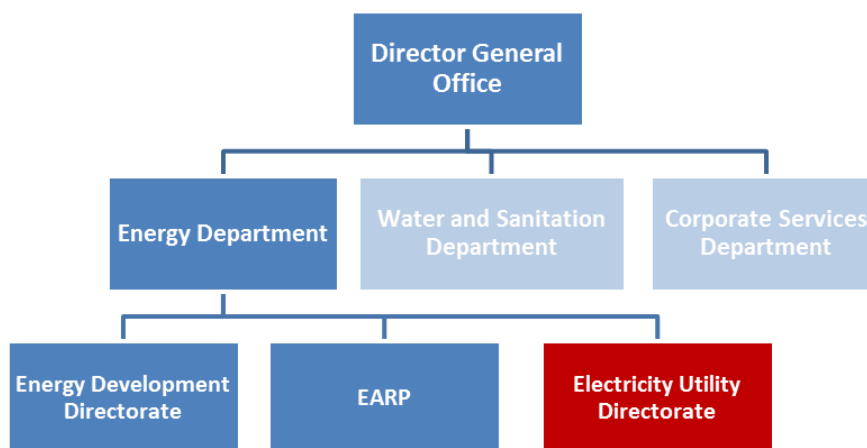 Director General
Office
Energy Department
Water and Sanitation
Department
Corporate Services
Department
Energy Development
Directorate
EARP
Electricity Utility
Directorate